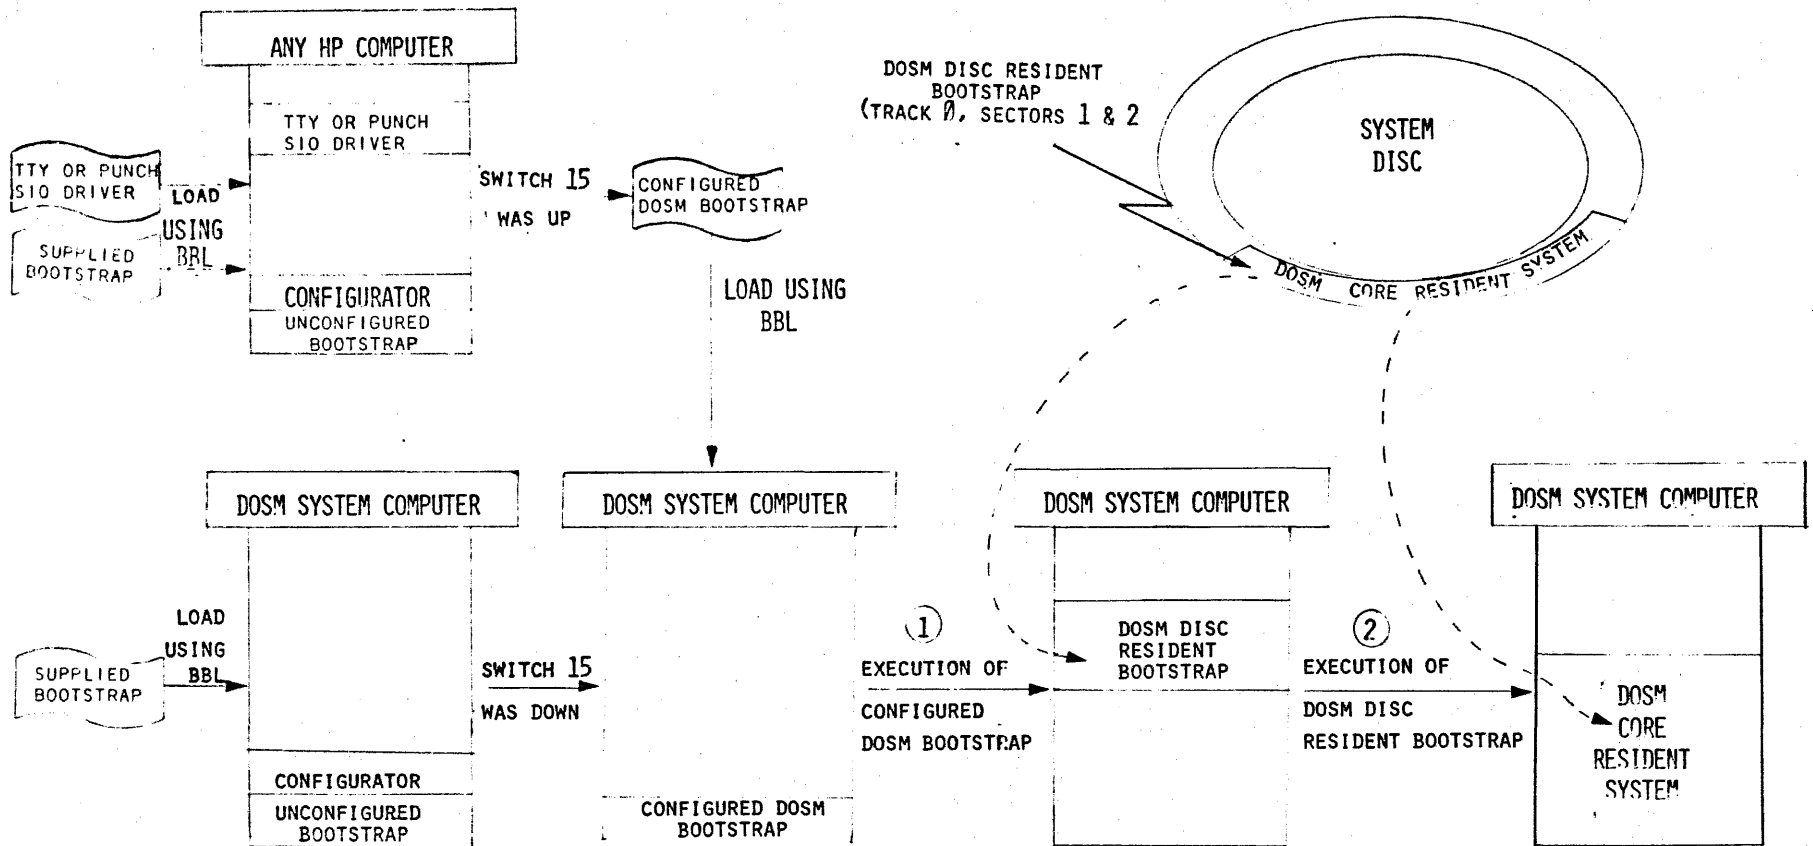 ANY HP COMPUTER
TTY OR PUNCH
SIO DRIVER
TTY OR PUNCH
SIO DRIVER
LOAD
USING
BBL
SUPPLIED
BOOTSTRAP
CONFIGURATOR
UNCONFIGURED
BOOTSTRAP
SWITCH 15
WAS UP
CONFIGURED
DOSM BOOTSTRAP
LOAD USING
BBL
DOSM DISC RESIDENT
BOOTSTRAP
(TRACK Ø, SECTORS 1 & 2
SYSTEM
DISC
DOSM CORE RESIDENT SYSTEM
DOSM SYSTEM COMPUTER
LOAD
USING
BBL
SUPPLIED
BOOTSTRAP
CONFIGURATOR
UNCONFIGURED
BOOTSTRAP
SWITCH 15
WAS DOWN
DOSM SYSTEM COMPUTER
CONFIGURED DOSM
BOOTSTRAP
1
EXECUTION OF
CONFIGURED
DOSM BOOTSTRAP
DOSM SYSTEM COMPUTER
DOSM DISC
RESIDENT
BOOTSTRAP
2
EXECUTION OF
DOSM DISC
RESIDENT BOOTSTRAP
DOSM SYSTEM COMPUTER
DOSM
CORE
RESIDENT
SYSTEM